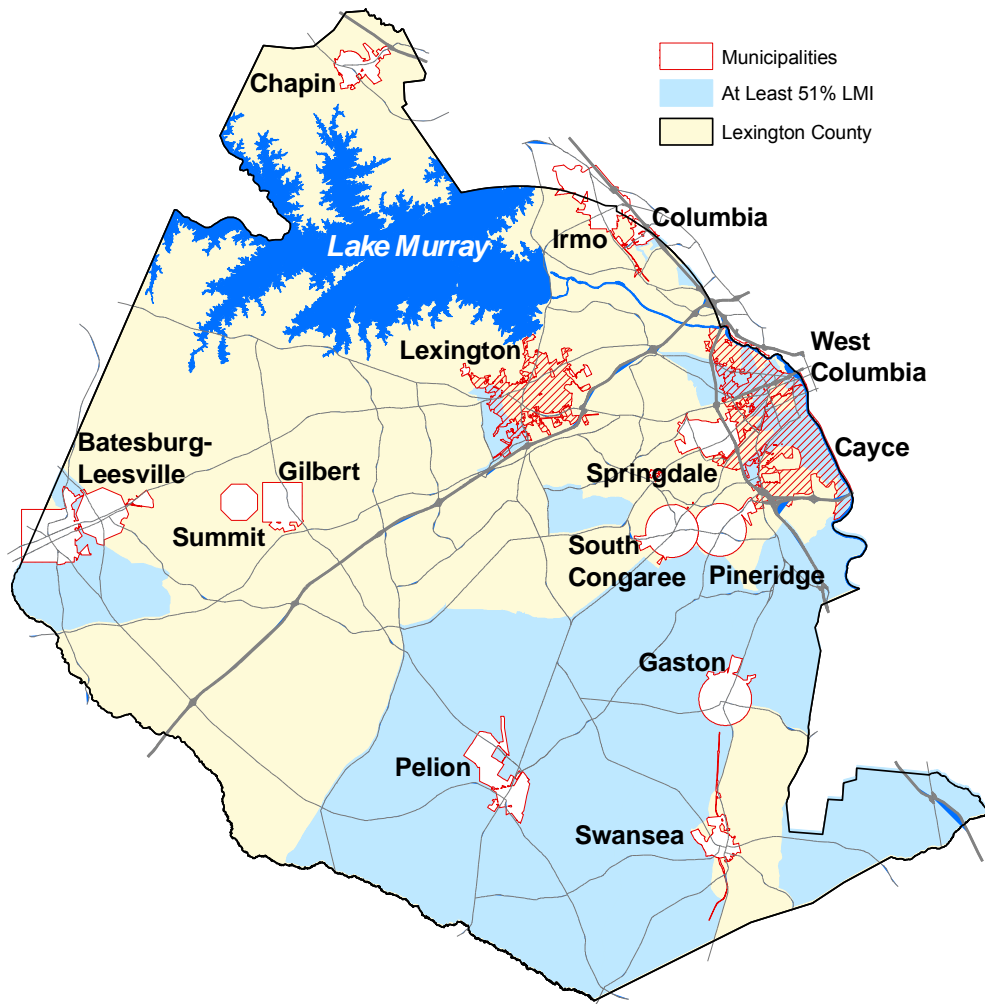 Municipalities
At Least 51% LMI
Lexington County
Chapin
Columbia
Irmo
Lake Murray
West
Columbia
Lexington
Batesburg-
Leesville
Gilbert
Cayce
Springdale
Summit
South
Congaree
Pineridge
Gaston
Pelion
Swansea